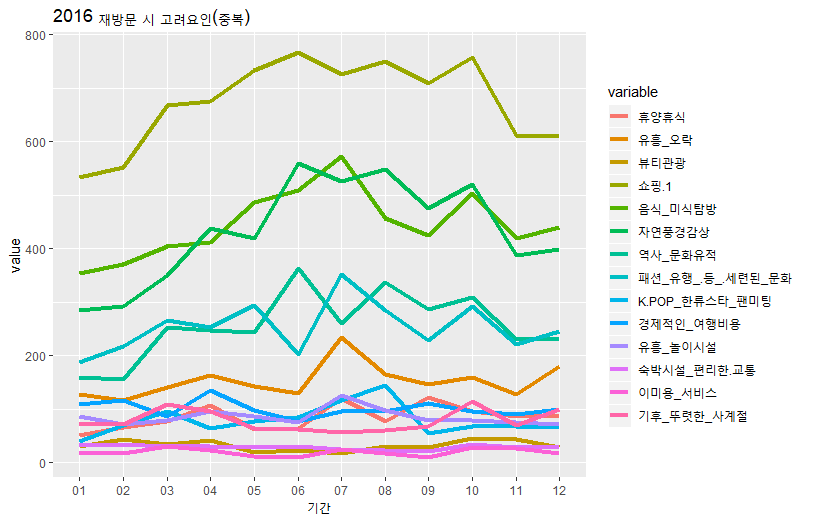 2016 재방문 시 고려요인(중복)
800
600
400
200
0
value
01 02 03 04 05 06 07 08 09 10 11 12
기간
variable
휴양휴식
유흥_오락
뷰티관광
쇼핑.1
음식_미식탐방
자연풍경감상
역사_문화유적
패션_유행_.등_.세련된_문화
K.POP_한류스타_팬미팅
경제적인_여행비용
유흥_놀이시설
숙박시설_편리한.교통
이미용_서비스
기후_뚜렷한_사계절